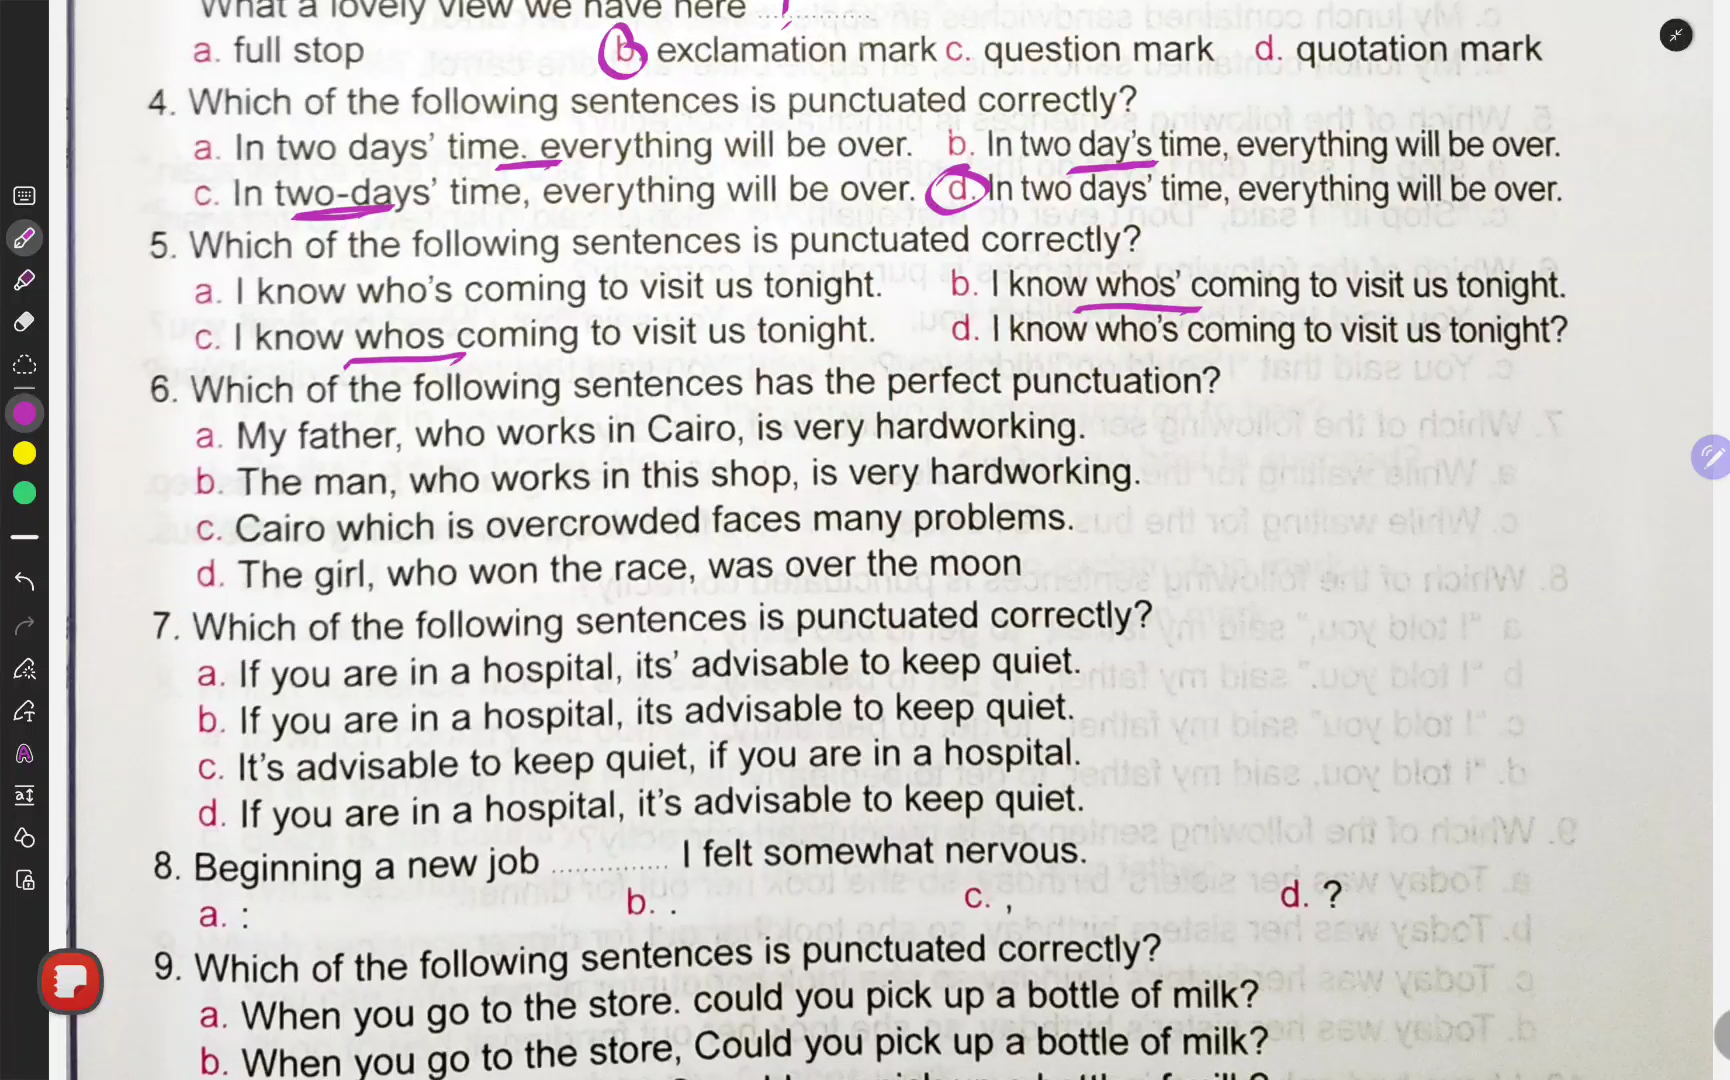 What a lovely view we have here ............
a. full stop b. exclamation mark c. question mark d. quotation mark
4. Which of the following sentences is punctuated correctly?
a. In two days' time. everything will be over. b. In two day's time, everything will be over.
c. In two-days' time, everything will be over. d. In two days' time, everything will be over.
5. Which of the following sentences is punctuated correctly?
a. I know who's coming to visit us tonight. b. I know whos' coming to visit us tonight.
c. I know whos coming to visit us tonight. d. I know who's coming to visit us tonight?
6. Which of the following sentences has the perfect punctuation?
a. My father, who works in Cairo, is very hardworking.
b. The man, who works in this shop, is very hardworking.
c. Cairo which is overcrowded faces many problems.
d. The girl, who won the race, was over the moon
7. Which of the following sentences is punctuated correctly?
a. If you are in a hospital, its' advisable to keep quiet.
b. If you are in a hospital, its advisable to keep quiet.
c. It's advisable to keep quiet, if you are in a hospital.
d. If you are in a hospital, it's advisable to keep quiet.
8. Beginning a new job ............ I felt somewhat nervous.
a. : b. . c. , d. ?
9. Which of the following sentences is punctuated correctly?
a. When you go to the store. could you pick up a bottle of milk?
b. When you go to the store, Could you pick up a bottle of milk?